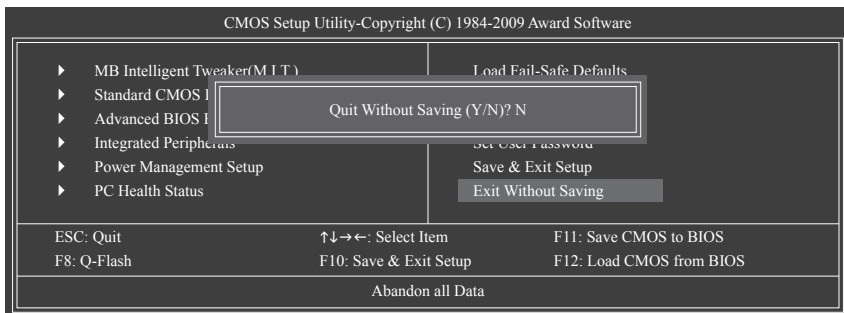 CMOS Setup Utility-Copyright (C) 1984-2009 Award Software
MB Intelligent Tweaker(M.I.T.)
Standard CMOS
Advanced BIOS
Integrated Peripherals
Power Management Setup
PC Health Status
Load Fail-Safe Defaults
Set User Password
Save & Exit Setup
Exit Without Saving
Quit Without Saving (Y/N)? N
ESC: Quit ↑↓→←: Select Item F11: Save CMOS to BIOS
F8: Q-Flash F10: Save & Exit Setup F12: Load CMOS from BIOS
Abandon all Data